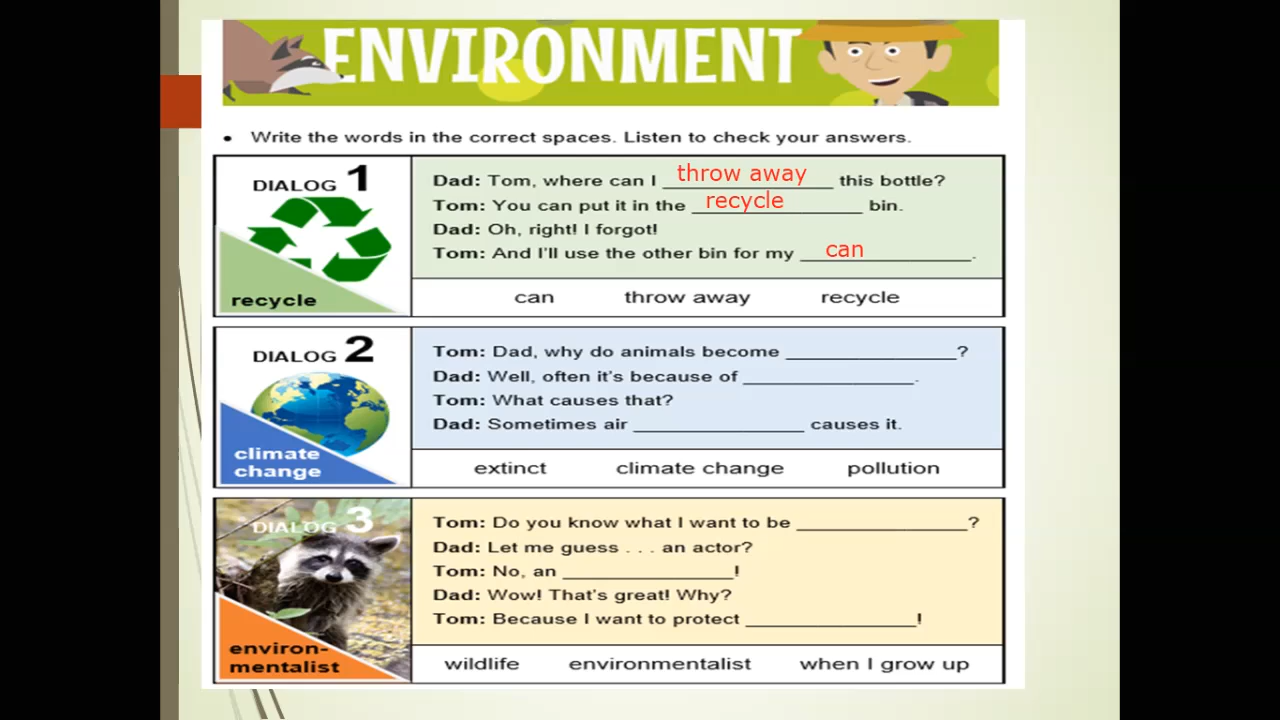 ENVIRONMENT
• Write the words in the correct spaces. Listen to check your answers.
DIALOG 1
recycle
Dad: Tom, where can I throw away this bottle?
Tom: You can put it in the recycle bin.
Dad: Oh, right! I forgot!
Tom: And I'll use the other bin for my can.
can throw away recycle
DIALOG 2
climate
change
Tom: Dad, why do animals become ________________?
Dad: Well, often it's because of ________________.
Tom: What causes that?
Dad: Sometimes air ________________ causes it.
extinct climate change pollution
DIALOG 3
environ-
mentalist
Tom: Do you know what I want to be ________________?
Dad: Let me guess . . . an actor?
Tom: No, an ________________!
Dad: Wow! That's great! Why?
Tom: Because I want to protect ________________!
wildlife environmentalist when I grow up